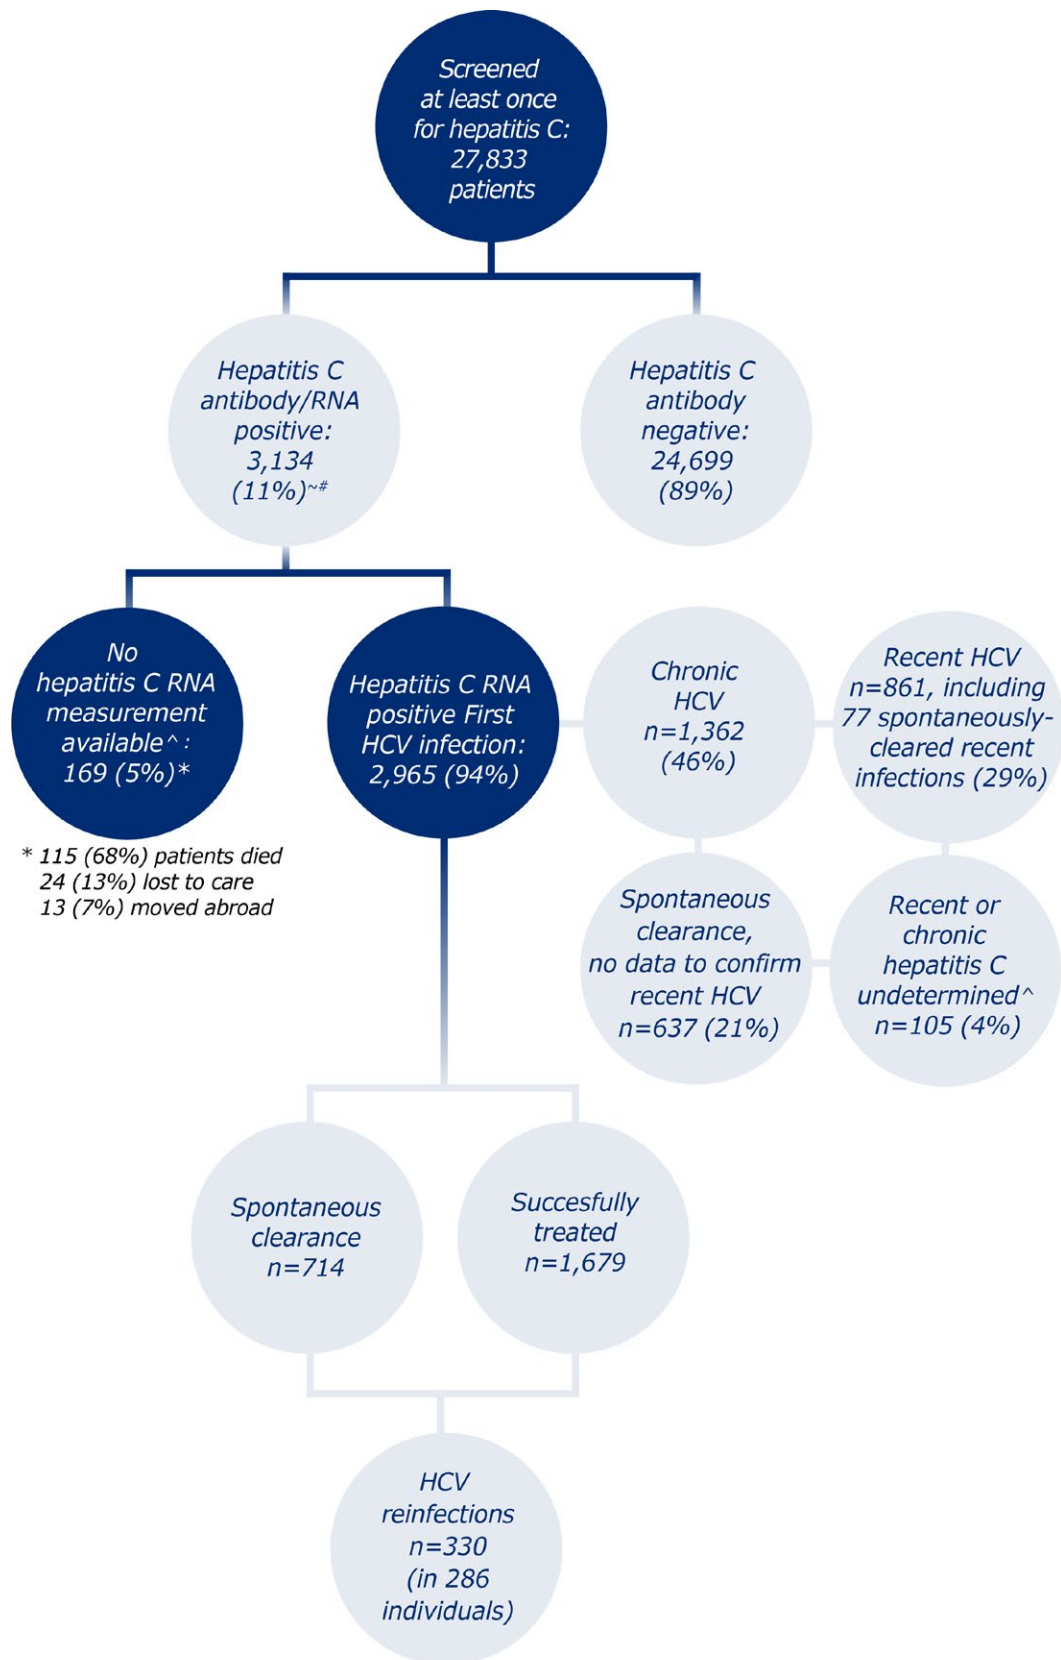 Screened
at least once
for hepatitis C:
27,833
patients
Hepatitis C
antibody/RNA
positive:
3,134
(11%)~#
Hepatitis C
antibody
negative:
24,699
(89%)
No
hepatitis C RNA
measurement
available^ :
169 (5%)*
* 115 (68%) patients died
24 (13%) lost to care
13 (7%) moved abroad
Hepatitis C RNA
positive First
HCV infection:
2,965 (94%)
Chronic
HCV
n=1,362
(46%)
Recent HCV
n=861, including
77 spontaneously-
cleared recent
infections (29%)
Spontaneous
clearance,
no data to confirm
recent HCV
n=637 (21%)
Recent or
chronic
hepatitis C
undetermined^
n=105 (4%)
Spontaneous
clearance
n=714
Succesfully
treated
n=1,679
HCV
reinfections
n=330
(in 286
individuals)